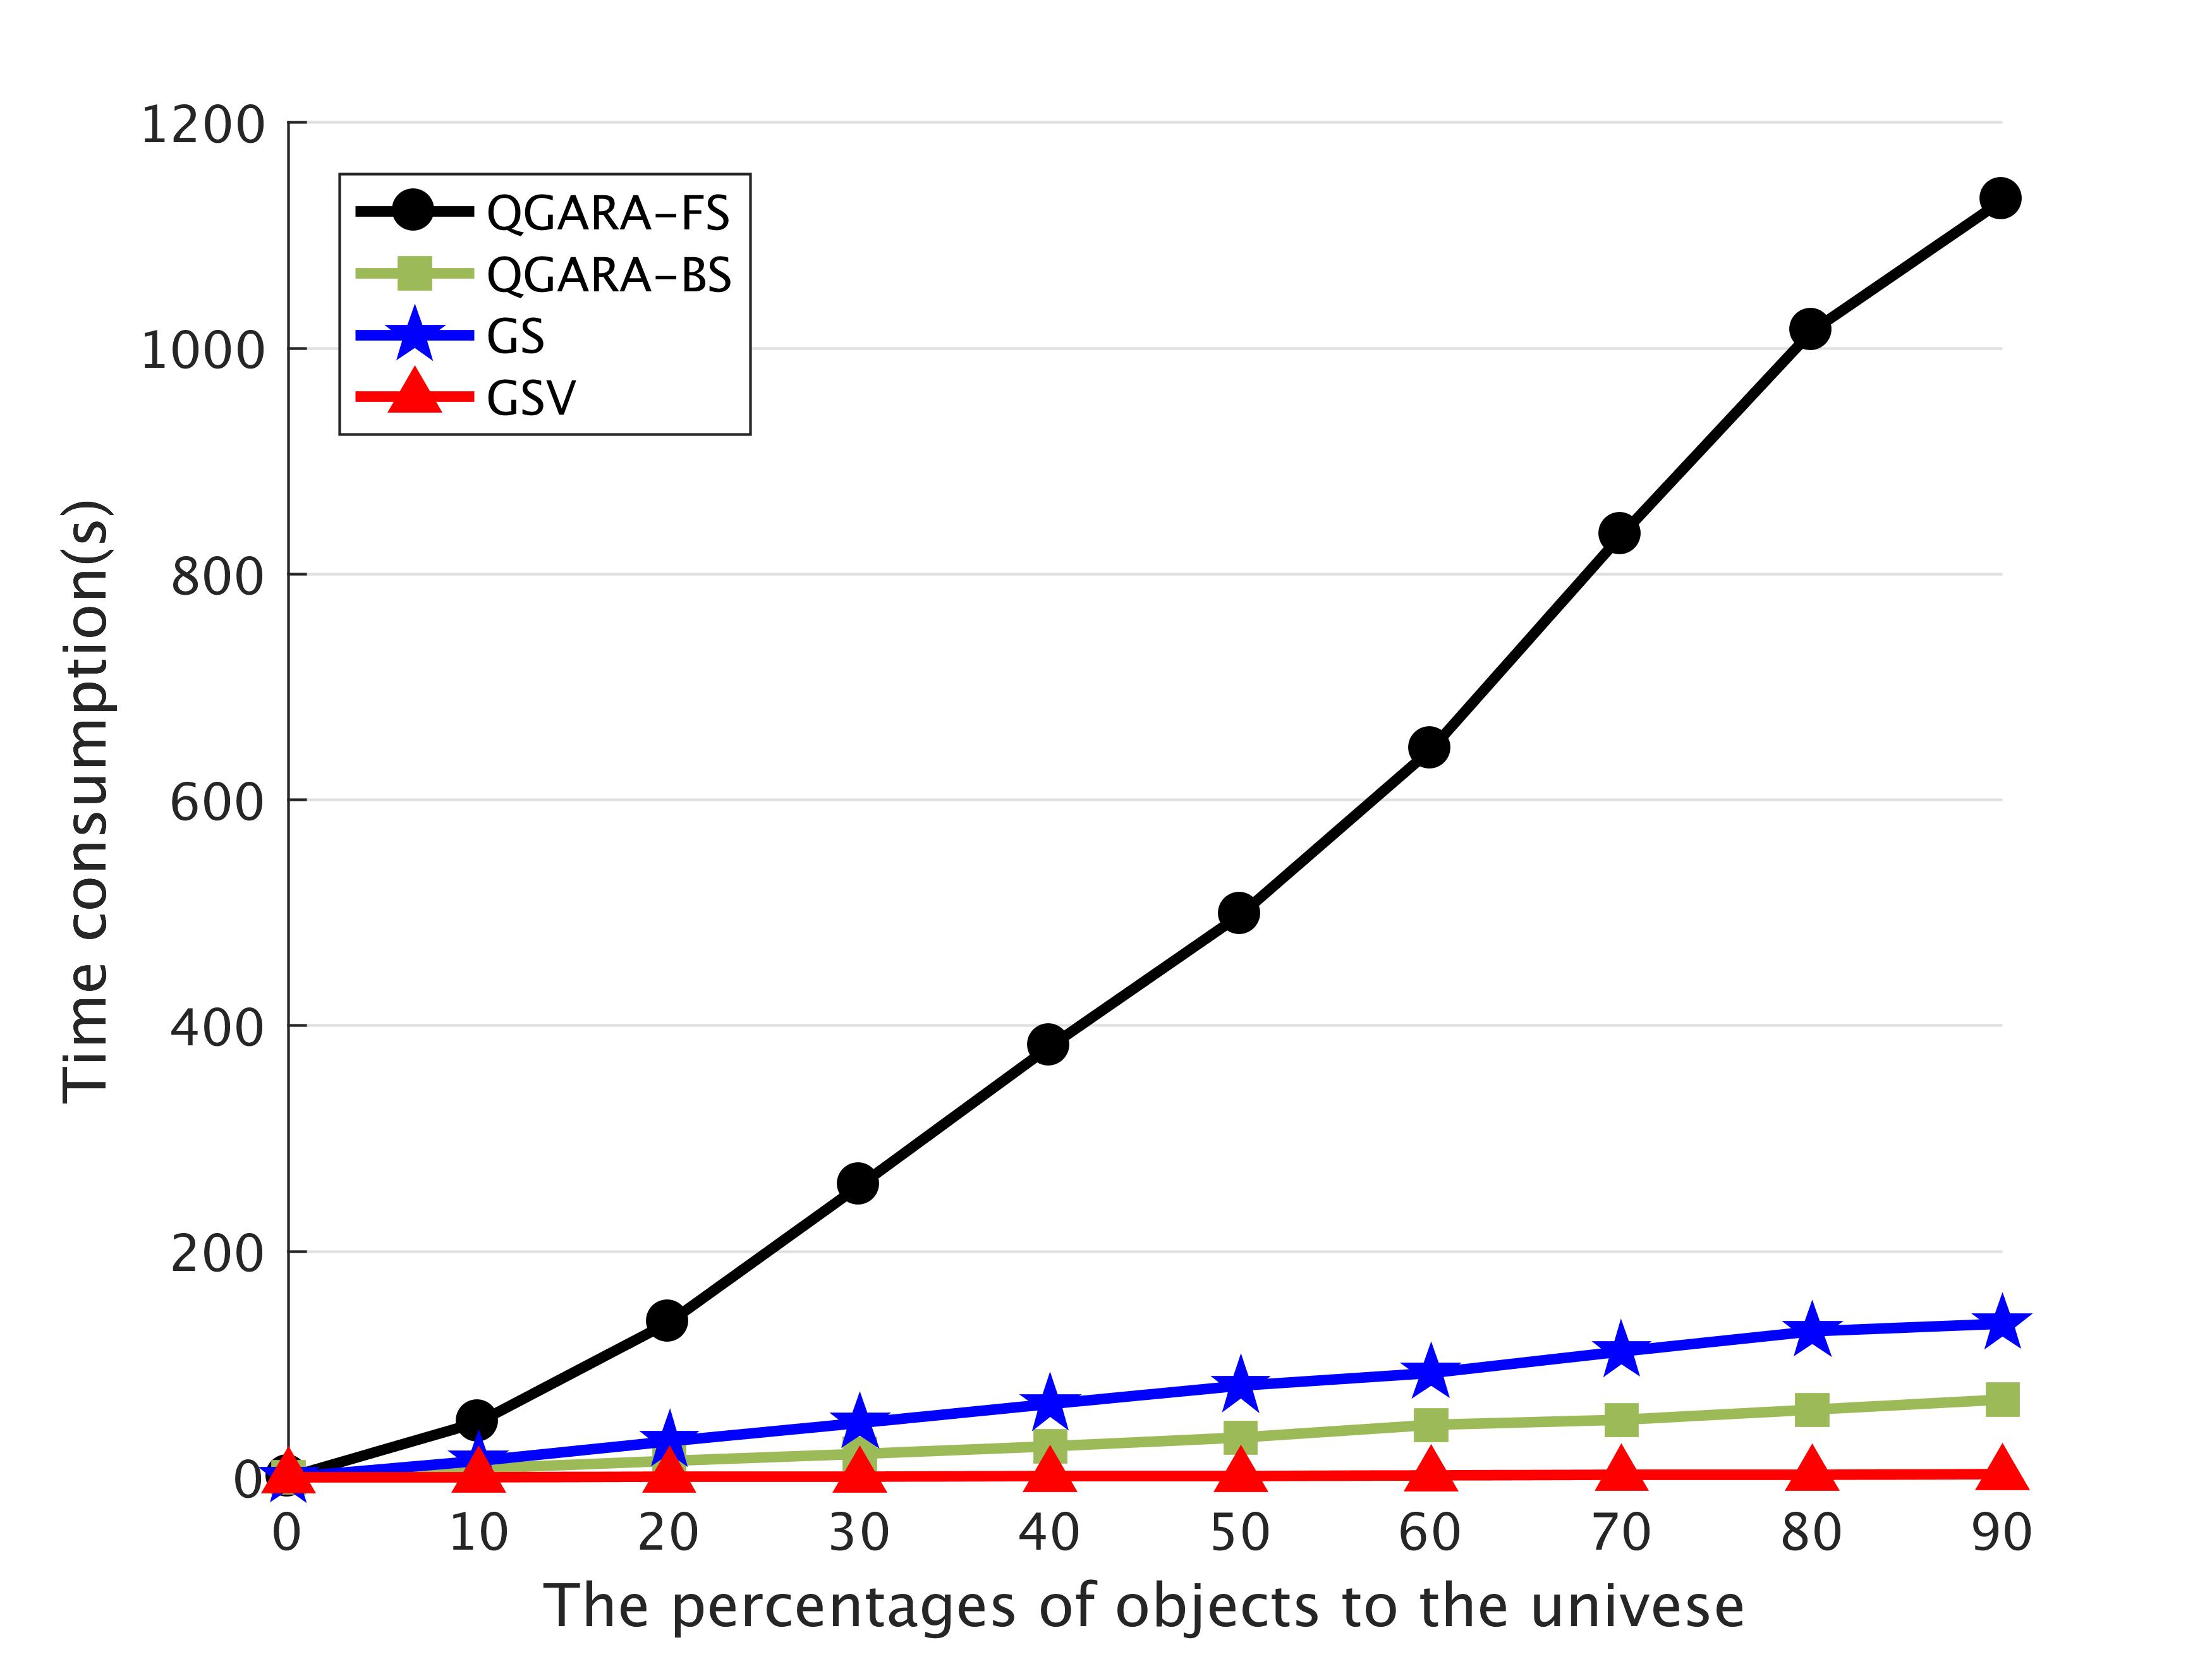 1200
1000
800
600
400
200
0
Time consumption(s)
QGARA-FS
QGARA-BS
GS
GSV
0 10 20 30 40 50 60 70 80 90
The percentages of objects to the univese